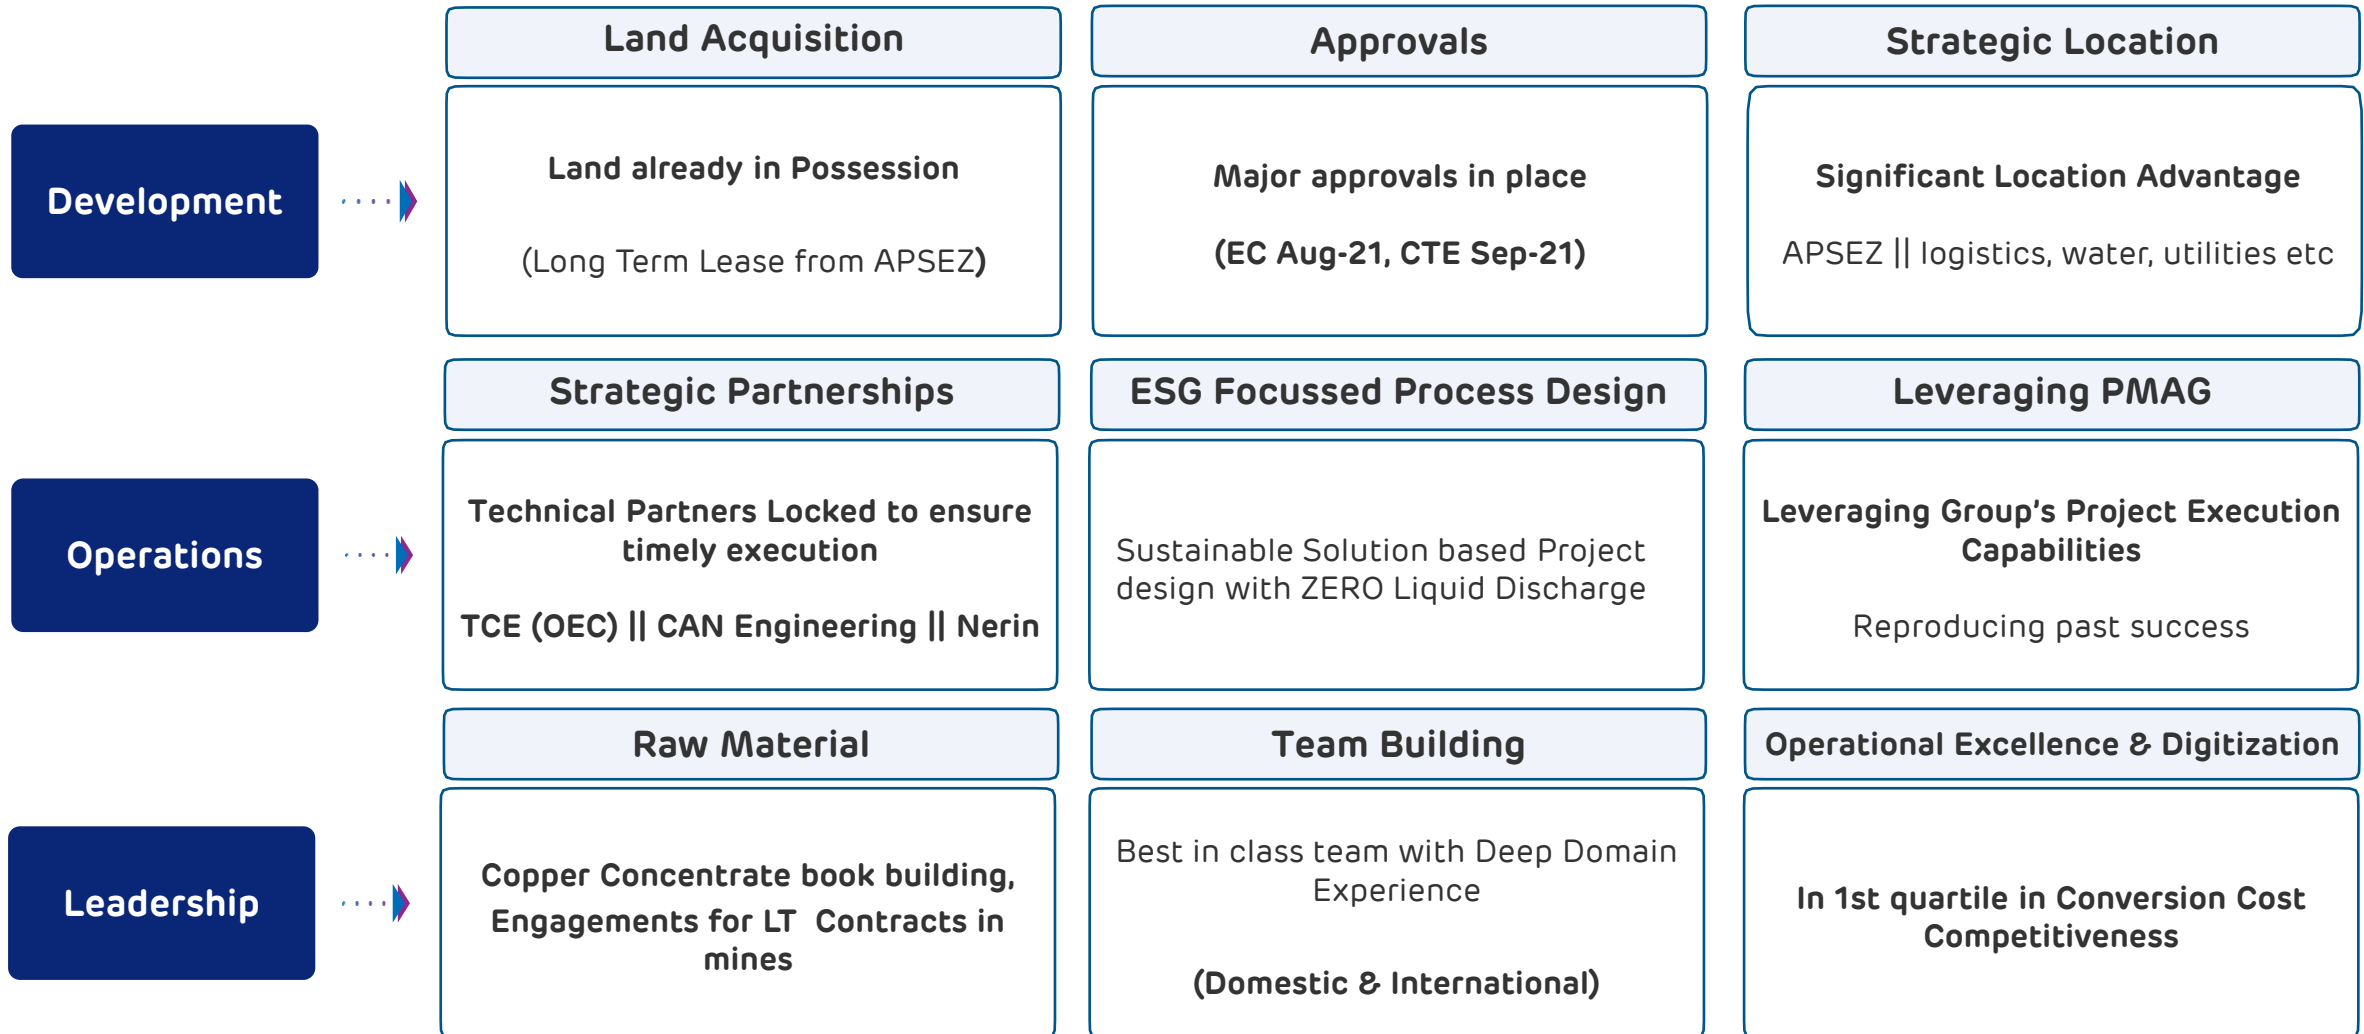 Land Acquisition
Approvals
Strategic Location
Development
Land already in Possession
(Long Term Lease from APSEZ)
Major approvals in place
(EC Aug-21, CTE Sep-21)
Significant Location Advantage
APSEZ || logistics, water, utilities etc
Strategic Partnerships
ESG Focussed Process Design
Leveraging PMAG
Operations
Technical Partners Locked to ensure
timely execution
TCE (OEC) || CAN Engineering || Nerin
Sustainable Solution based Project
design with ZERO Liquid Discharge
Leveraging Group's Project Execution
Capabilities
Reproducing past success
Raw Material
Team Building
Operational Excellence & Digitization
Leadership
Copper Concentrate book building,
Engagements for LT Contracts in
mines
Best in class team with Deep Domain
Experience
(Domestic & International)
In 1st quartile in Conversion Cost
Competitiveness